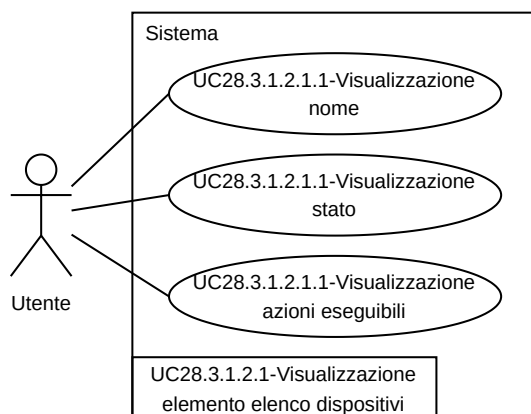 Sistema
UC28.3.1.2.1.1-Visualizzazione
nome
UC28.3.1.2.1.1-Visualizzazione
stato
Utente
UC28.3.1.2.1.1-Visualizzazione
azioni eseguibili
UC28.3.1.2.1-Visualizzazione
elemento elenco dispositivi